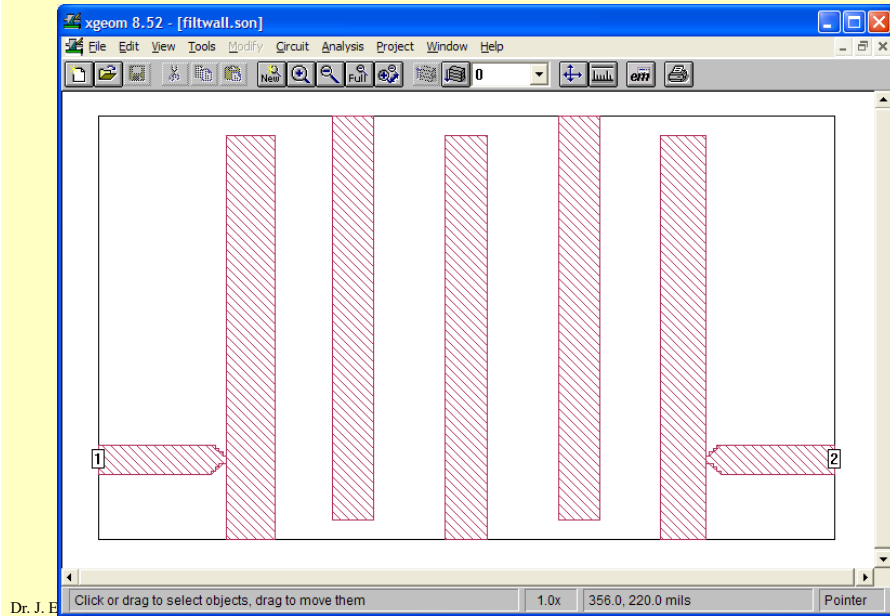 xgeom 8.52 - [filtwall.son]
File Edit View Tools Modify Circuit Analysis Project Window Help
New Full 0 em
1 2
Click or drag to select objects, drag to move them 1.0x 356.0, 220.0 mils Pointer
Dr. J. E